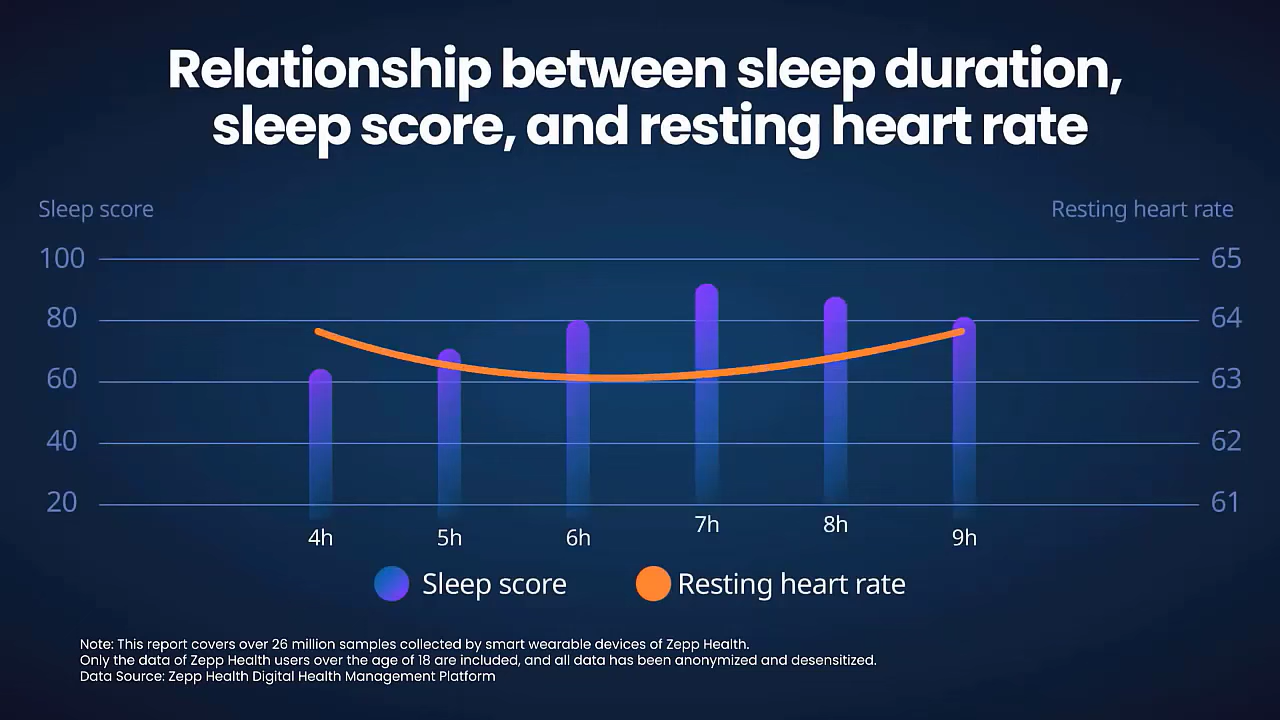 Relationship between sleep duration,
sleep score, and resting heart rate
Sleep score
Resting heart rate
100
65
80
64
60
63
40
62
20
61
4h
5h
6h
7h
8h
9h
Sleep score
Resting heart rate
Note: This report covers over 26 million samples collected by smart wearable devices of Zepp Health.
Only the data of Zepp Health users over the age of 18 are included, and all data has been anonymized and desensitized.
Data Source: Zepp Health Digital Health Management Platform